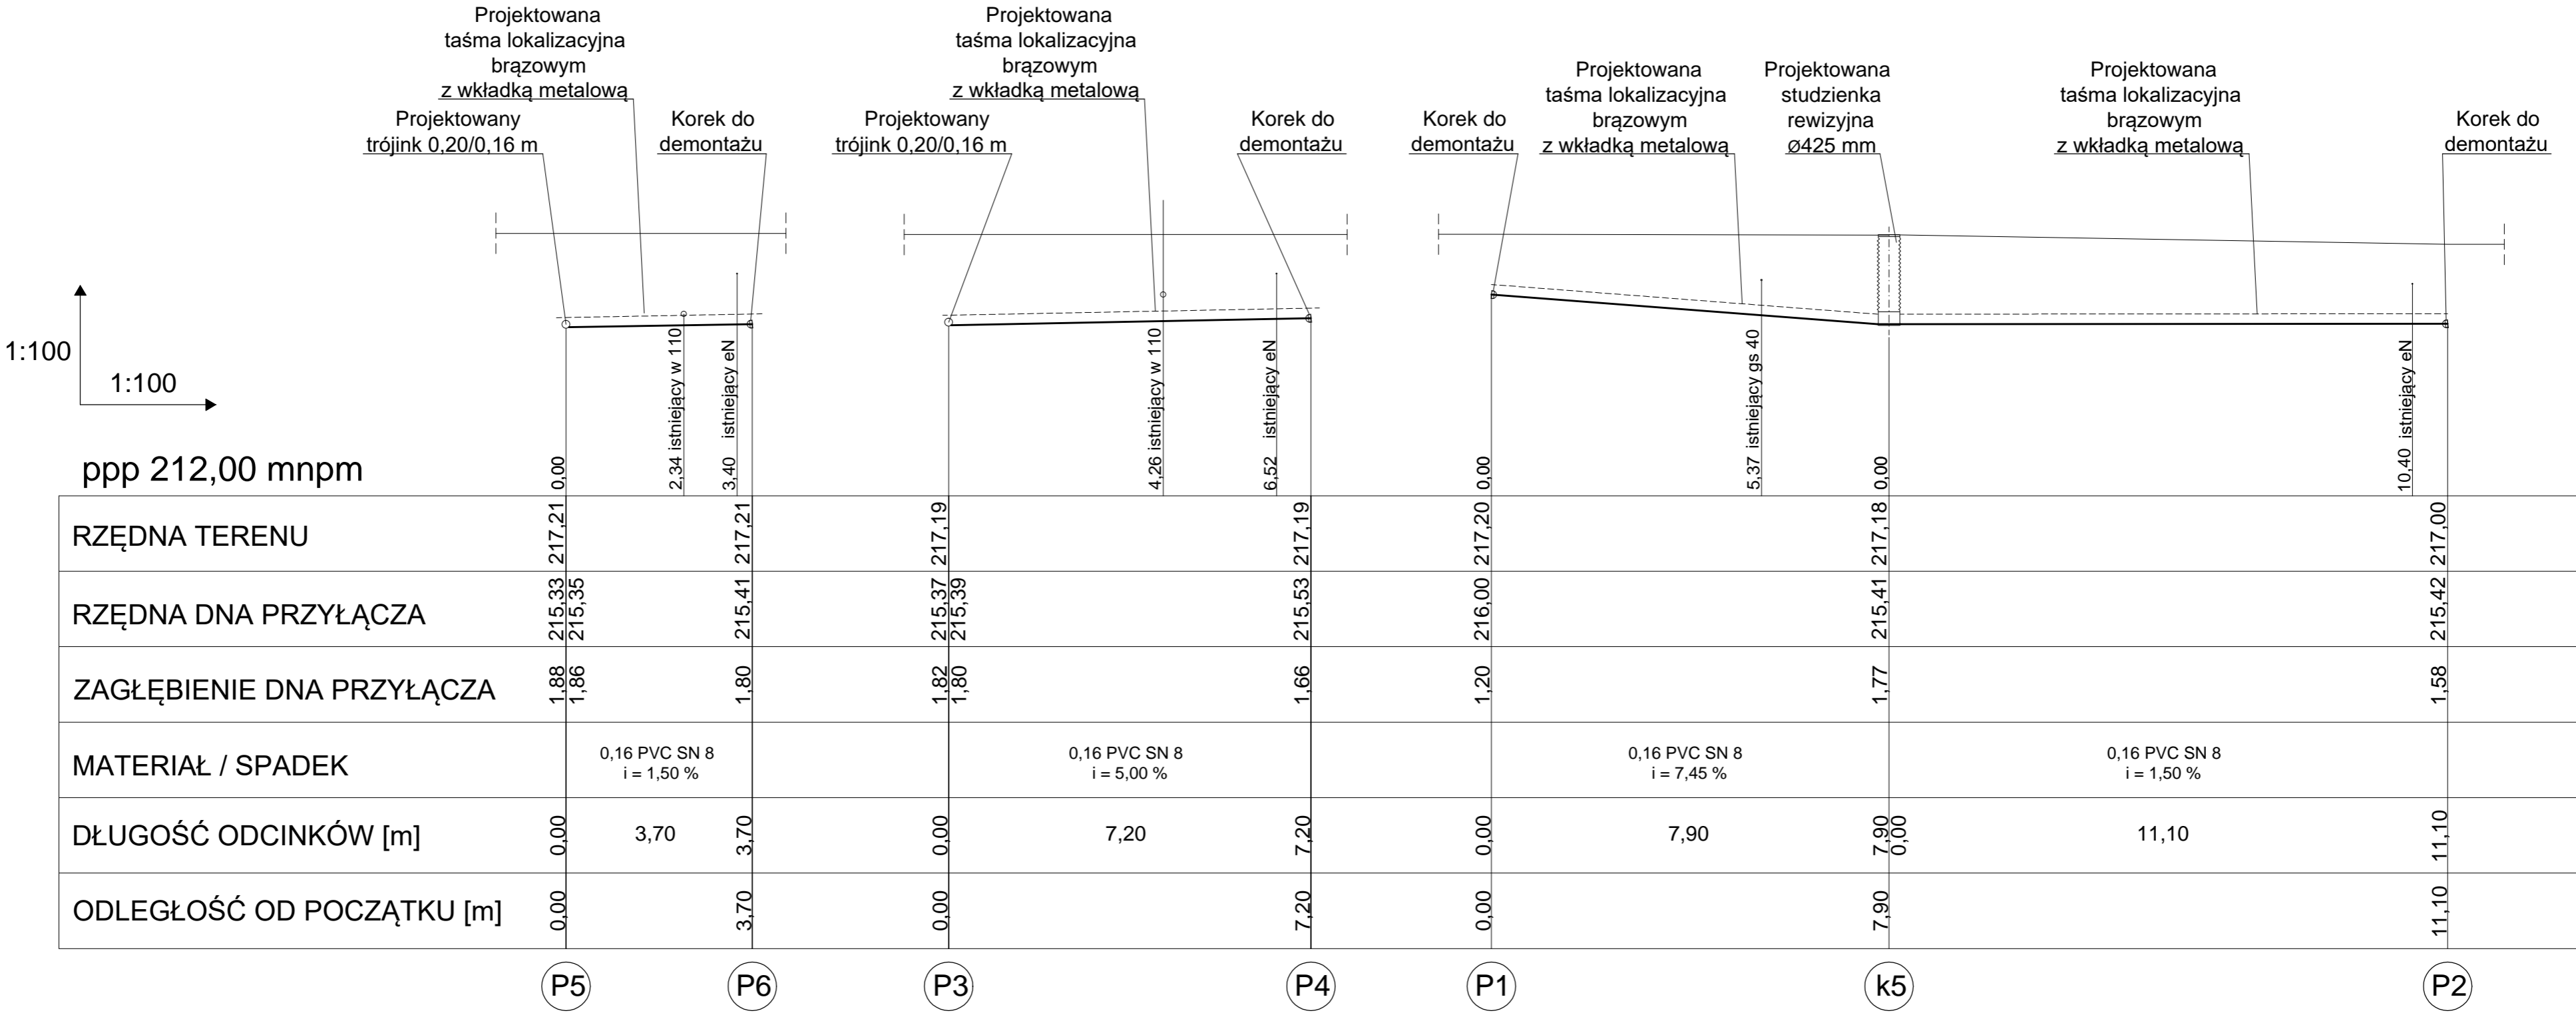 Projektowana
taśma lokalizacyjna
brązowym
z wkładką metalową
Projektowany
trójink 0,20/0,16 m
Korek do
demontażu
Projektowana
taśma lokalizacyjna
brązowym
z wkładką metalową
Projektowany
trójink 0,20/0,16 m
Korek do
demontażu
Korek do
demontażu
Projektowana
taśma lokalizacyjna
brązowym
z wkładką metalową
Projektowana
studzienka
rewizyjna
Ø425 mm
Projektowana
taśma lokalizacyjna
brązowym
z wkładką metalową
Korek do
demontażu
1:100
1:100
ppp 212,00 mnpm
0,00
2,34 istniejący w 110
3,40 istniejący eN
4,26 istniejący w 110
6,52 istniejący eN
0,00
5,37 istniejący gs 40
0,00
10,40 istniejący eN
RZĘDNA TERENU
217,21
217,21
217,19
217,19
217,20
217,18
217,00
RZĘDNA DNA PRZYŁĄCZA
215,33
215,35
215,41
215,37
215,39
215,53
216,00
215,41
215,42
ZAGŁĘBIENIE DNA PRZYŁĄCZA
1,88
1,86
1,80
1,82
1,80
1,66
1,20
1,77
1,58
MATERIAŁ / SPADEK
0,16 PVC SN 8
i = 1,50 %
0,16 PVC SN 8
i = 5,00 %
0,16 PVC SN 8
i = 7,45 %
0,16 PVC SN 8
i = 1,50 %
DŁUGOŚĆ ODCINKÓW [m]
0,00
3,70
3,70
0,00
7,20
7,20
0,00
7,90
7,90
0,00
11,10
11,10
ODLEGŁOŚĆ OD POCZĄTKU [m]
0,00
3,70
0,00
7,20
0,00
7,90
11,10
P5
P6
P3
P4
P1
k5
P2